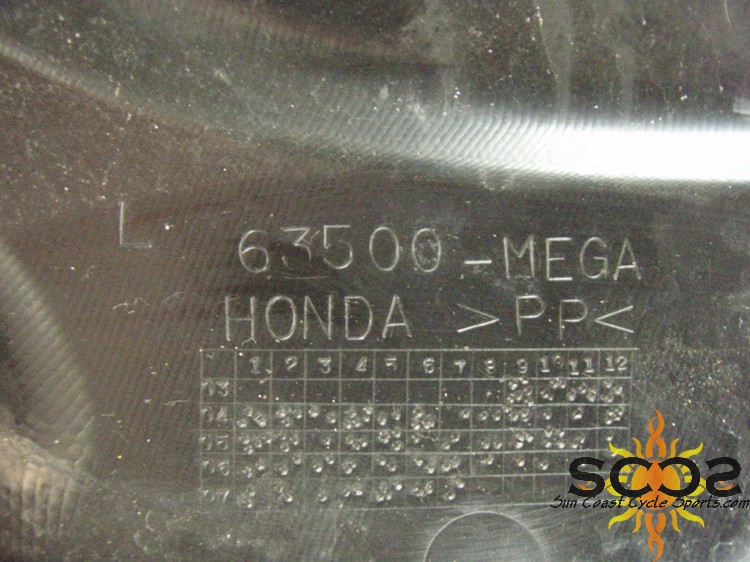 L 63500-MEGA
HONDA >PP<
1 2 3 4 5 6 7 8 9 10 11 12
03
04
05
06
07
SCCS
Sun Coast Cycle Sports.com